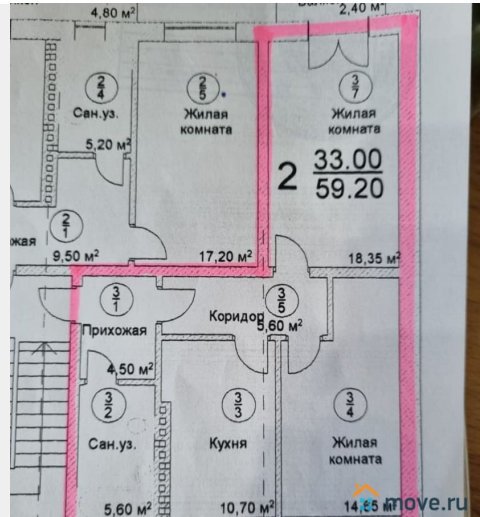 4,80 м²
2,40 м²
2/4
Сан.уз.
5,20 м²
2/5
Жилая
комната
17,20 м²
3/7
Жилая
комната
2
33.00
59.20
18,35 м²
2/1
жая
9,50 м²
3/1
Прихожая
4,50 м²
Коридор
3/5
5,60 м²
3/2
Сан.уз.
5,60 м²
3/3
Кухня
10,70 м²
3/4
Жилая
комната
move.ru